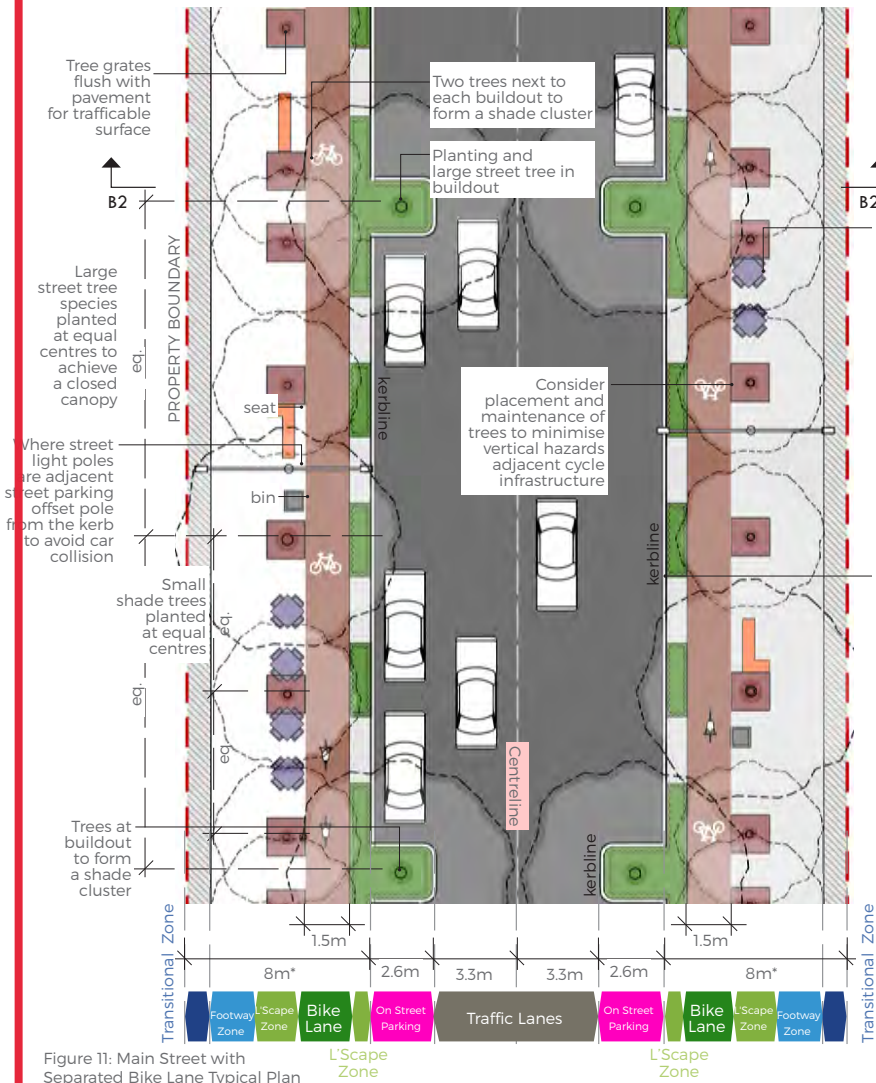 Tree grates
flush with
pavement
for trafficable
surface
Two trees next to
each buildout to
form a shade cluster
Planting and
large street tree in
buildout
B2
B2
Large
street tree
species
planted
at equal
centres to
achieve
a closed
canopy
eq.
PROPERTY BOUNDARY
kerbline
seat
Consider
placement and
maintenance of
trees to minimise
vertical hazards
adjacent cycle
infrastructure
Where street
light poles
are adjacent
street parking
offset pole
from the kerb
to avoid car
collision
bin
kerbline
Small
shade trees
planted
at equal
centres
eq.
eq.
eq.
Centreline
Trees at
buildout
to form
a shade
cluster
kerbline
Transitional Zone
Transitional Zone
1.5m
1.5m
8m*
2.6m
3.3m
3.3m
2.6m
8m*
Footway
Zone
L'Scape
Zone
Bike
Lane
On Street
Parking
Traffic Lanes
On Street
Parking
Bike
Lane
L'Scape
Zone
Footway
Zone
L'Scape
Zone
L'Scape
Zone
Figure 11: Main Street with
Separated Bike Lane Typical Plan